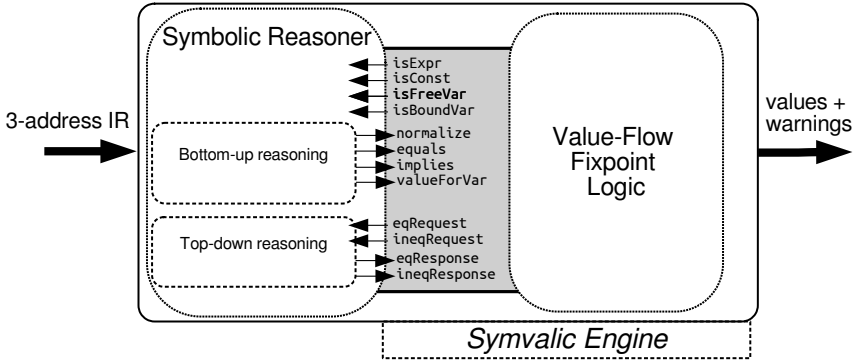 Symbolic Reasoner
isExpr
isConst
isFreeVar
isBoundVar
3-address IR
Bottom-up reasoning
normalize
equals
implies
valueForVar
Top-down reasoning
eqRequest
ineqRequest
eqResponse
ineqResponse
Value-Flow
Fixpoint
Logic
values +
warnings
Symvalic Engine